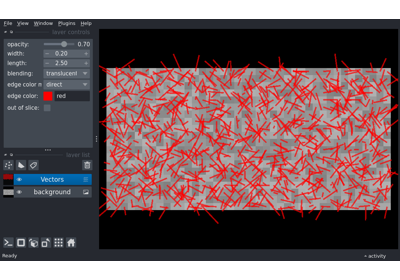 File View Window Plugins Help
layer controls
opacity: 0.70
width: 0.20
length: 2.50
blending: translucent
edge color m direct
edge color: red
out of slice:
layer list
Vectors
background
Ready
activity